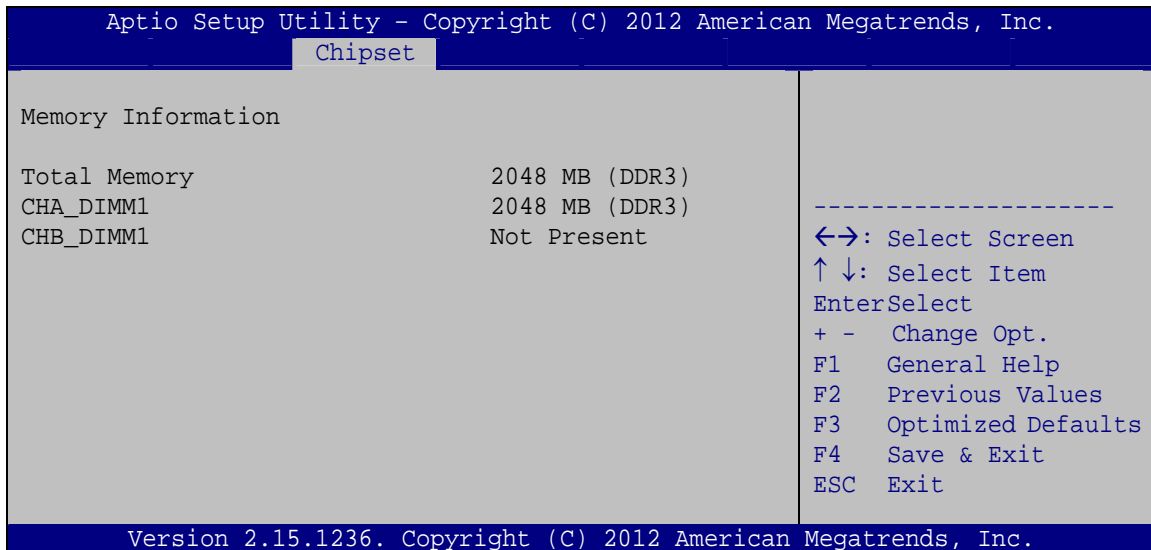 Aptio Setup Utility – Copyright (C) 2012 American Megatrends, Inc.
Chipset
Memory Information
Total Memory 2048 MB (DDR3)
CHA_DIMM1 2048 MB (DDR3)
CHB_DIMM1 Not Present
---------------------
←→: Select Screen
↑ ↓: Select Item
EnterSelect
+ - Change Opt.
F1 General Help
F2 Previous Values
F3 Optimized Defaults
F4 Save & Exit
ESC Exit
Version 2.15.1236. Copyright (C) 2012 American Megatrends, Inc.